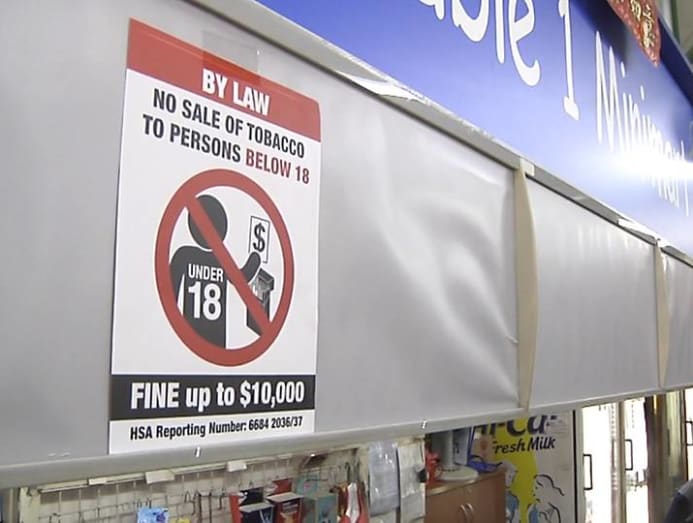 BY LAW
NO SALE OF TOBACCO
TO PERSONS BELOW 18
$
UNDER
18
FINE up to $10,000
HSA Reporting Number: 6684 2036/37
Fresh Milk